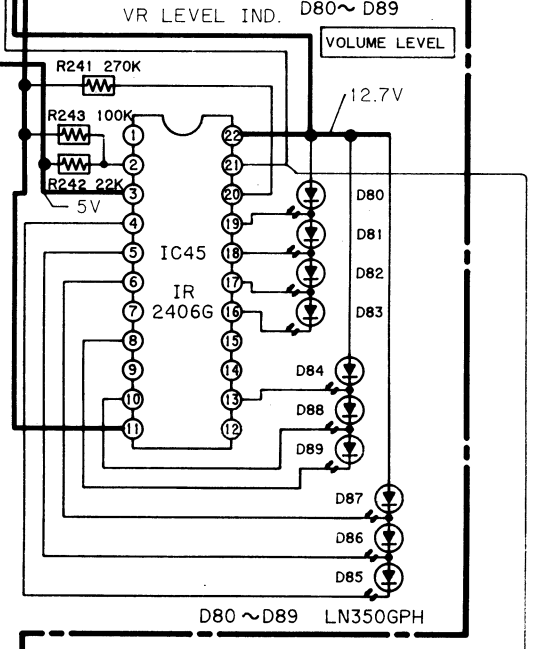 VR LEVEL IND. D80~ D89
VOLUME LEVEL
R241 270K
12.7V
R243 100K
R242 22K
5V
1
2
3
4
5
6
7
8
9
10
11
22
21
20
19
18
17
16
15
14
13
12
IC45
IR
2406G
D80
D81
D82
D83
D84
D88
D89
D87
D86
D85
D80 ~D89 LN350GPH